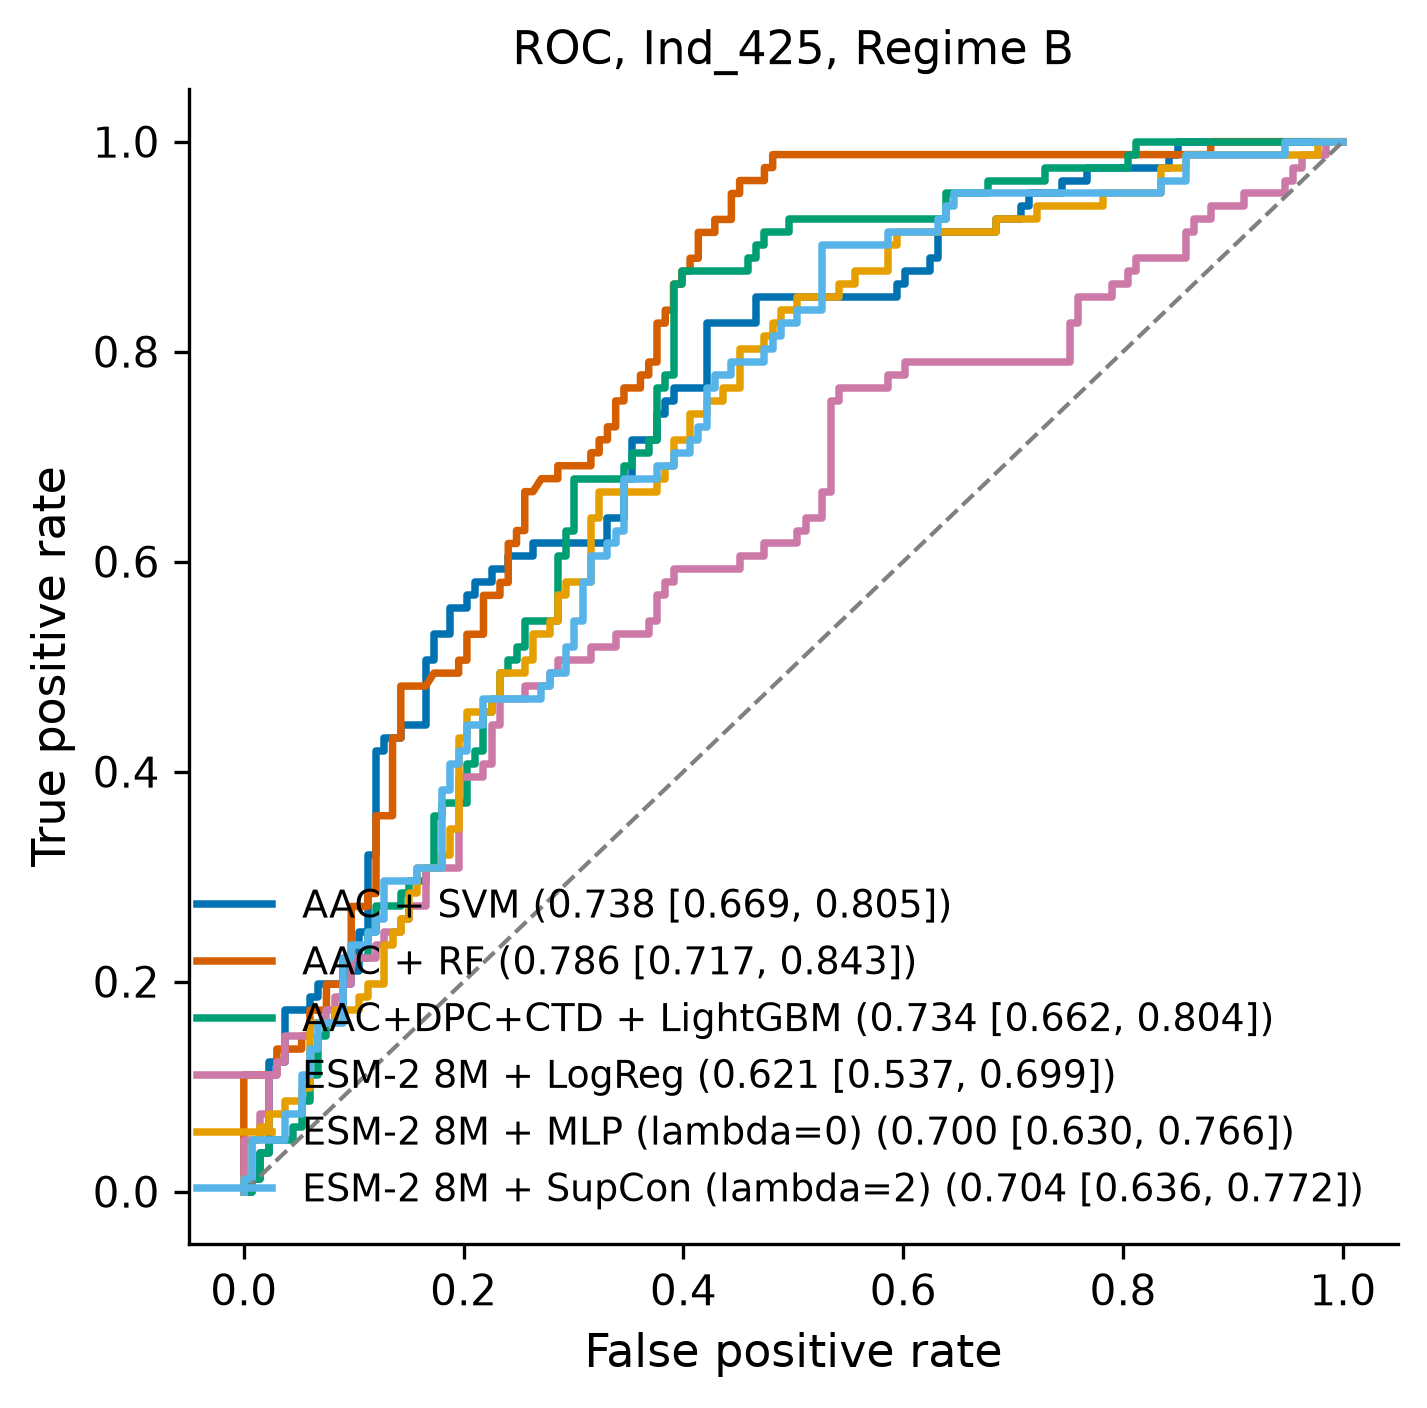 ROC, Ind_425, Regime B
True positive rate
1.0
0.8
0.6
0.4
0.2
0.0
AAC + SVM (0.738 [0.669, 0.805])
AAC + RF (0.786 [0.717, 0.843])
AAC+DPC+CTD + LightGBM (0.734 [0.662, 0.804])
ESM-2 8M + LogReg (0.621 [0.537, 0.699])
ESM-2 8M + MLP (lambda=0) (0.700 [0.630, 0.766])
ESM-2 8M + SupCon (lambda=2) (0.704 [0.636, 0.772])
0.0 0.2 0.4 0.6 0.8 1.0
False positive rate